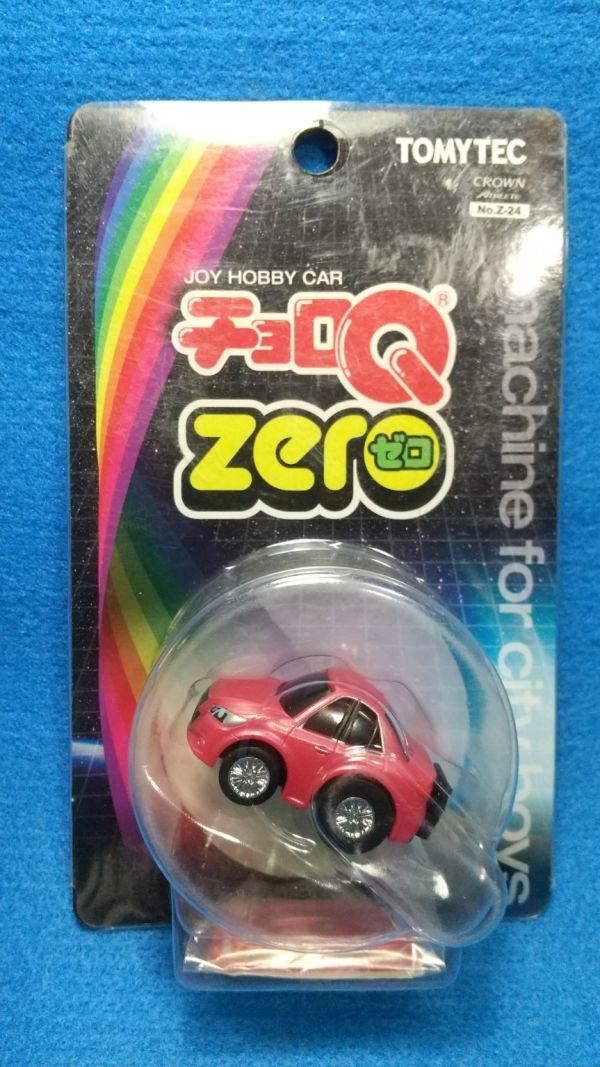 TOMYTEC
CROWN
ATHLETE
No.Z-24
JOY HOBBY CAR
チョロQ®
zero
ゼロ
machine for city boys